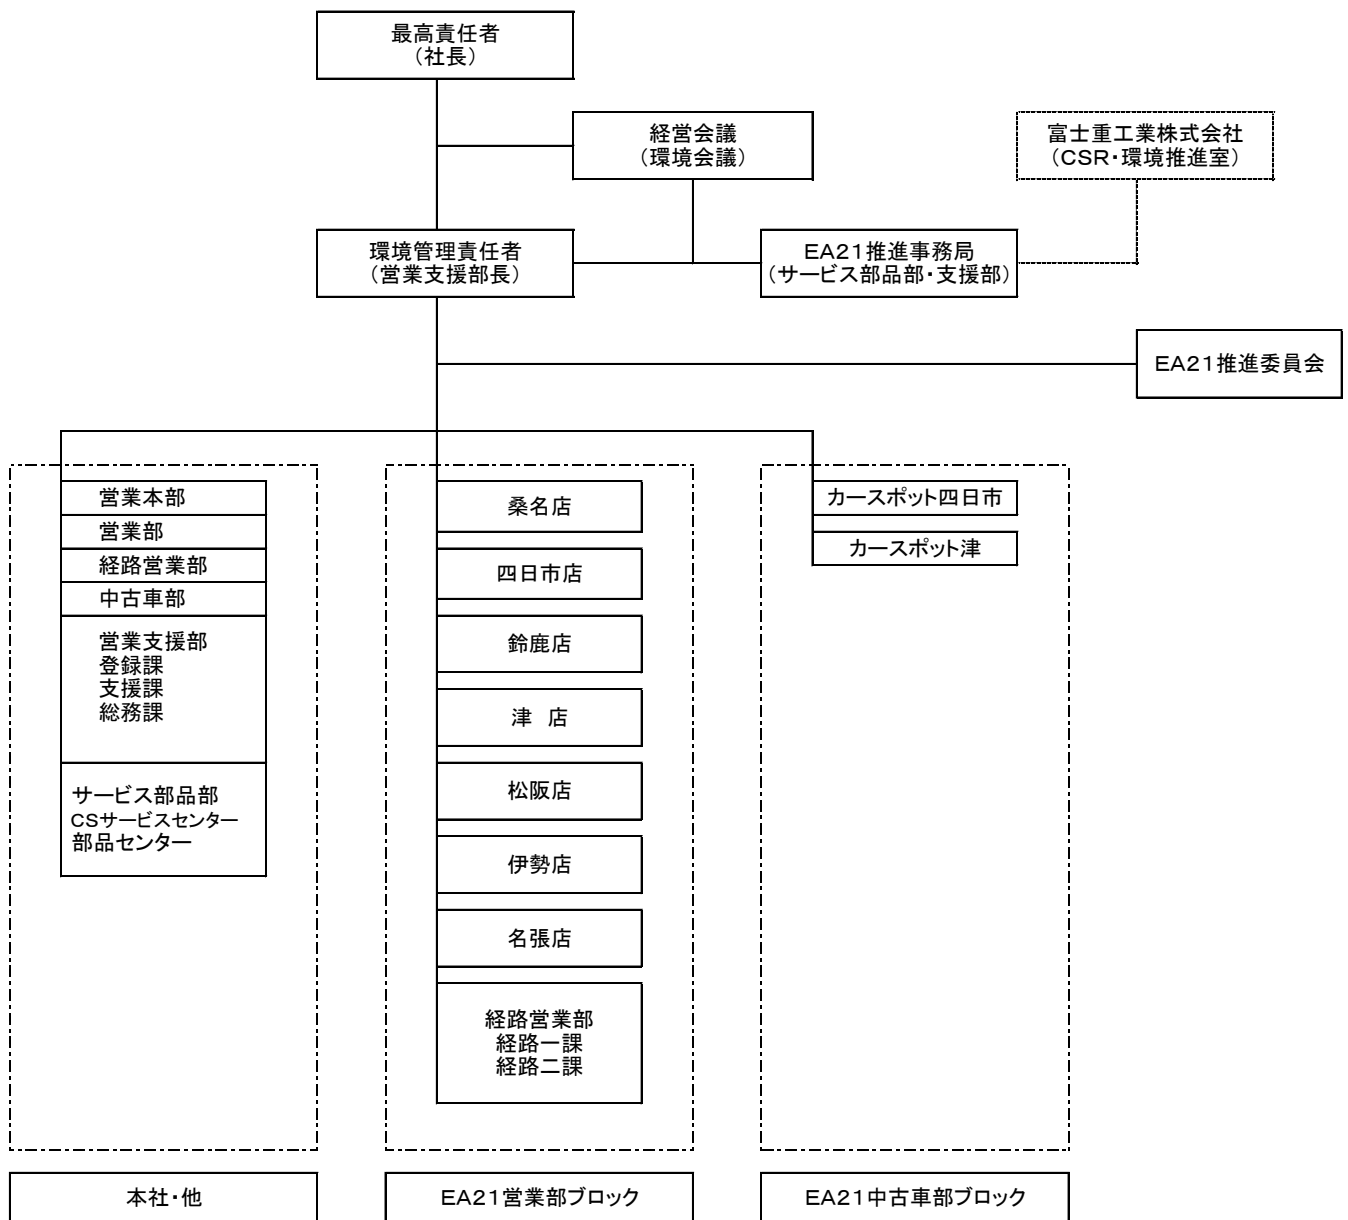 最高責任者
（社長）
経営会議
（環境会議）
富士重工業株式会社
（CSR・環境推進室）
環境管理責任者
（営業支援部長）
EA21推進事務局
（サービス部品部・支援部）
EA21推進委員会
営業本部
営業部
経路営業部
中古車部
営業支援部
登録課
支援課
総務課
サービス部品部
CSサービスセンター
部品センター
桑名店
四日市店
鈴鹿店
津　店
松阪店
伊勢店
名張店
経路営業部
経路一課
経路二課
カースポット四日市
カースポット津
本社・他
EA21営業部ブロック
EA21中古車部ブロック